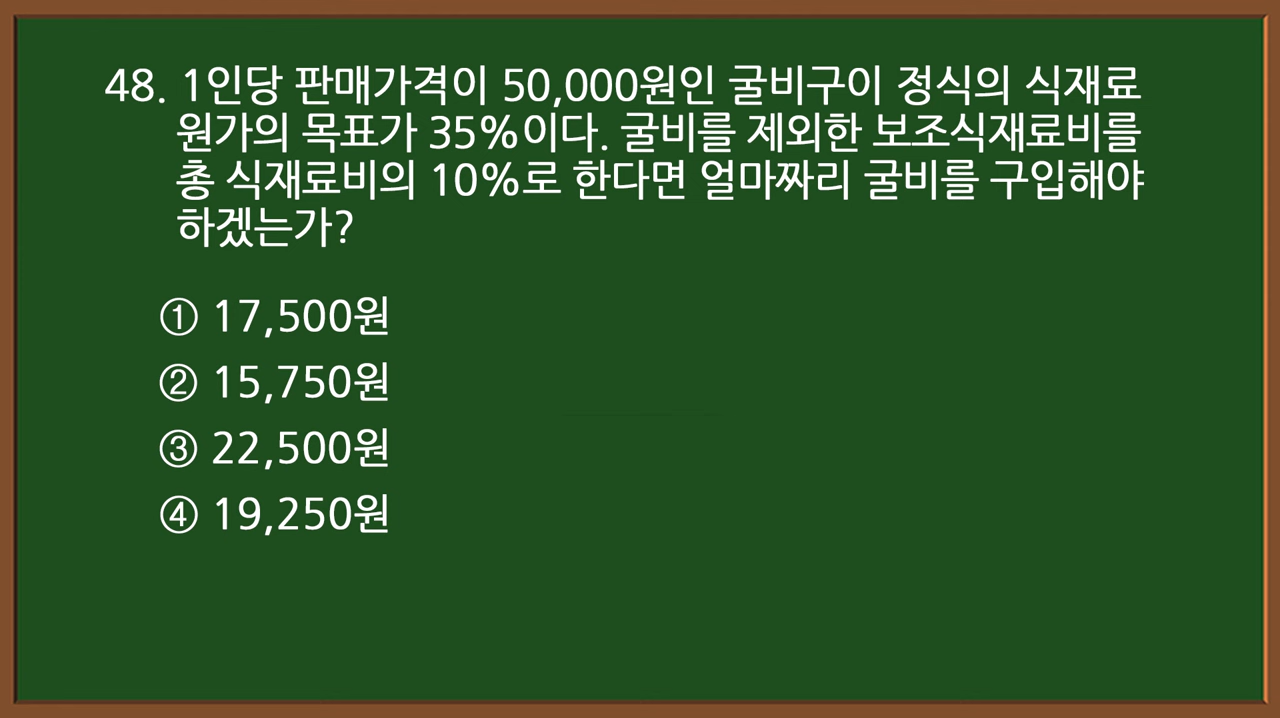 48. 1인당 판매가격이 50,000원인 굴비구이 정식의 식재료
원가의 목표가 35%이다. 굴비를 제외한 보조식재료비를
총 식재료비의 10%로 한다면 얼마짜리 굴비를 구입해야
하겠는가?
① 17,500원
② 15,750원
③ 22,500원
④ 19,250원